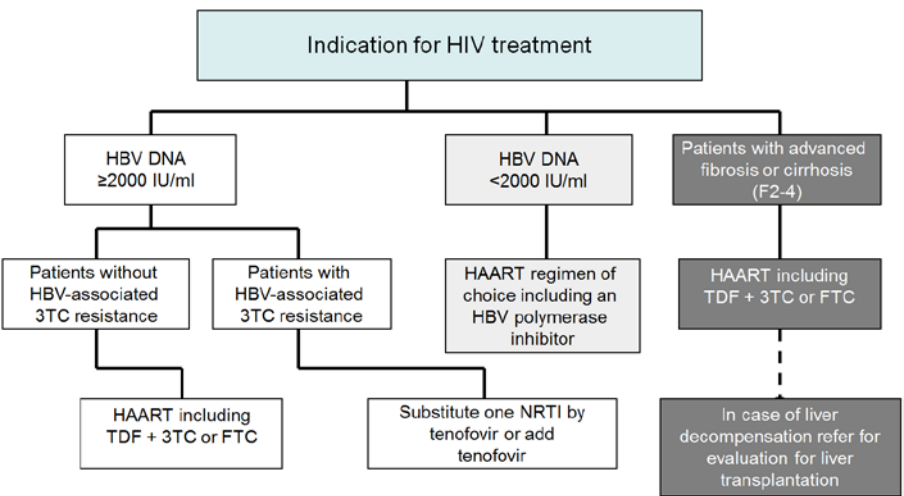 Indication for HIV treatment
HBV DNA
≥2000 IU/ml
HBV DNA
<2000 IU/ml
Patients with advanced
fibrosis or cirrhosis
(F2-4)
Patients without
HBV-associated
3TC resistance
Patients with
HBV-associated
3TC resistance
HAART regimen of
choice including an
HBV polymerase
inhibitor
HAART including
TDF + 3TC or FTC
HAART including
TDF + 3TC or FTC
Substitute one NRTI by
tenofovir or add
tenofovir
In case of liver
decompensation refer for
evaluation for liver
transplantation